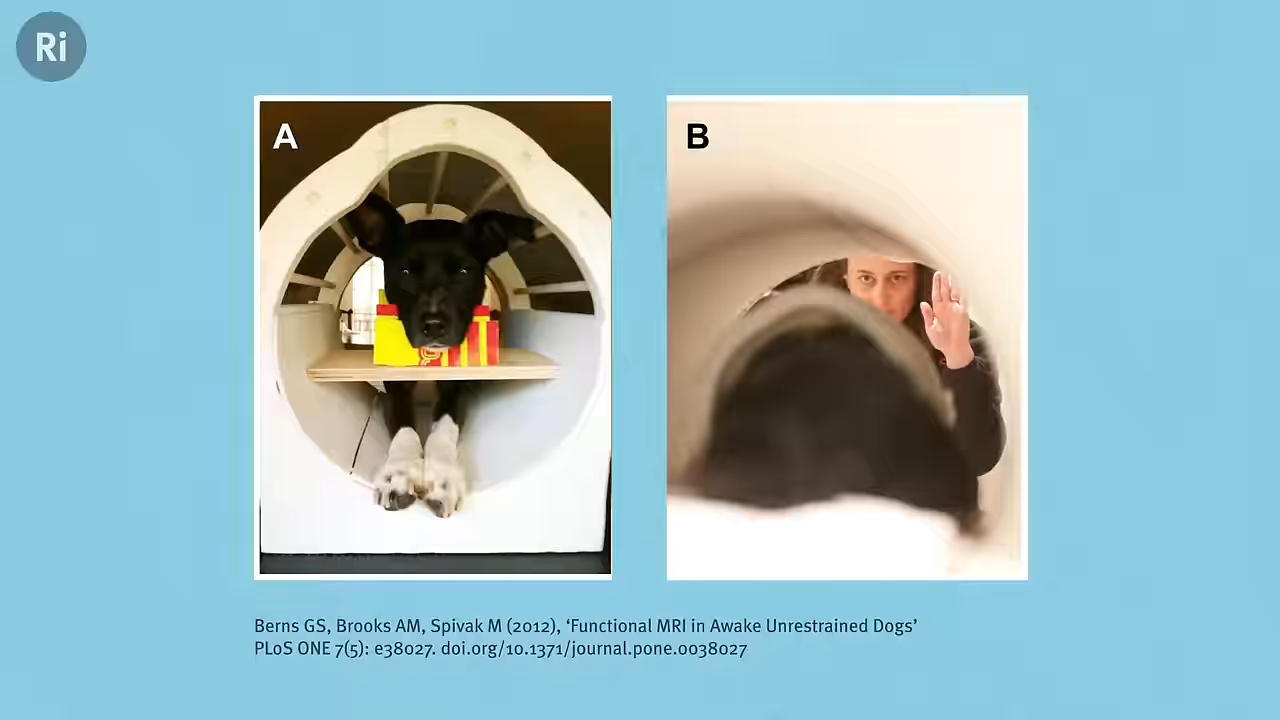 Ri
A
B
Berns GS, Brooks AM, Spivak M (2012), ‘Functional MRI in Awake Unrestrained Dogs’
PLoS ONE 7(5): e38027. doi.org/10.1371/journal.pone.0038027